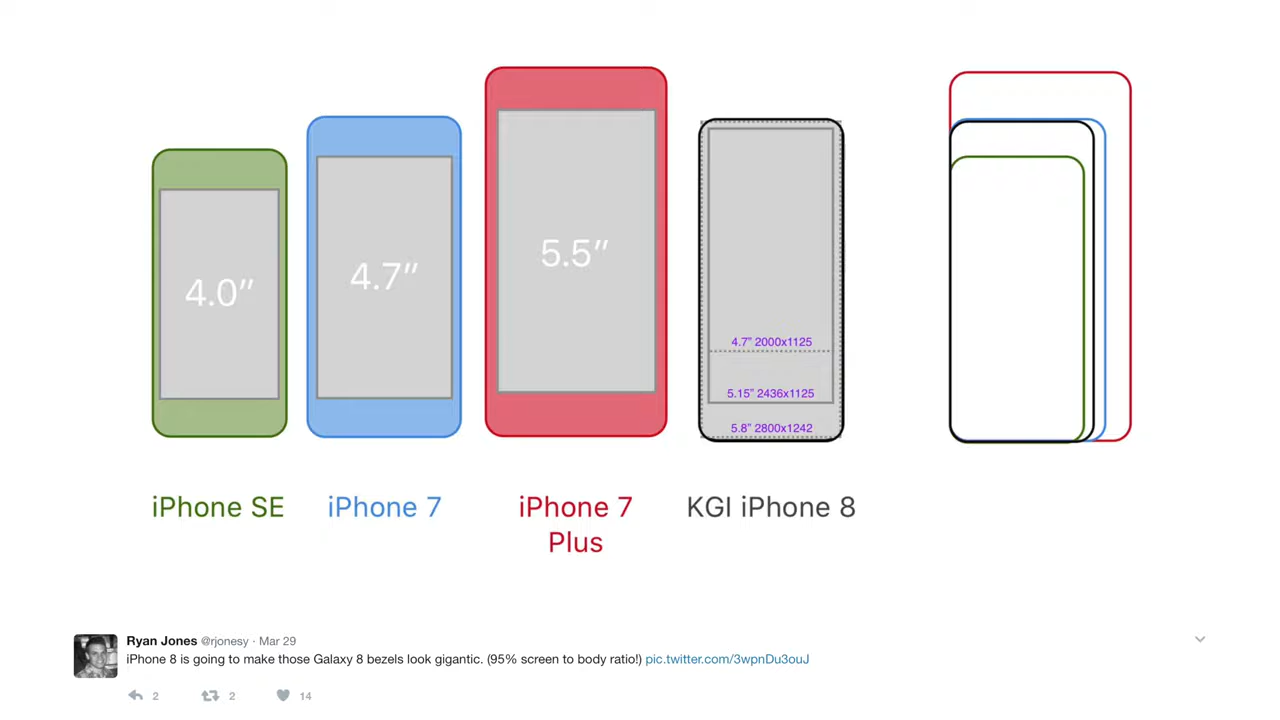 4.0”
4.7”
5.5”
4.7” 2000x1125
5.15” 2436x1125
5.8” 2800x1242
iPhone SE
iPhone 7
iPhone 7
Plus
KGI iPhone 8
Ryan Jones @rjonesy · Mar 29
iPhone 8 is going to make those Galaxy 8 bezels look gigantic. (95% screen to body ratio!) pic.twitter.com/3wpnDu3ouJ
2 2 14